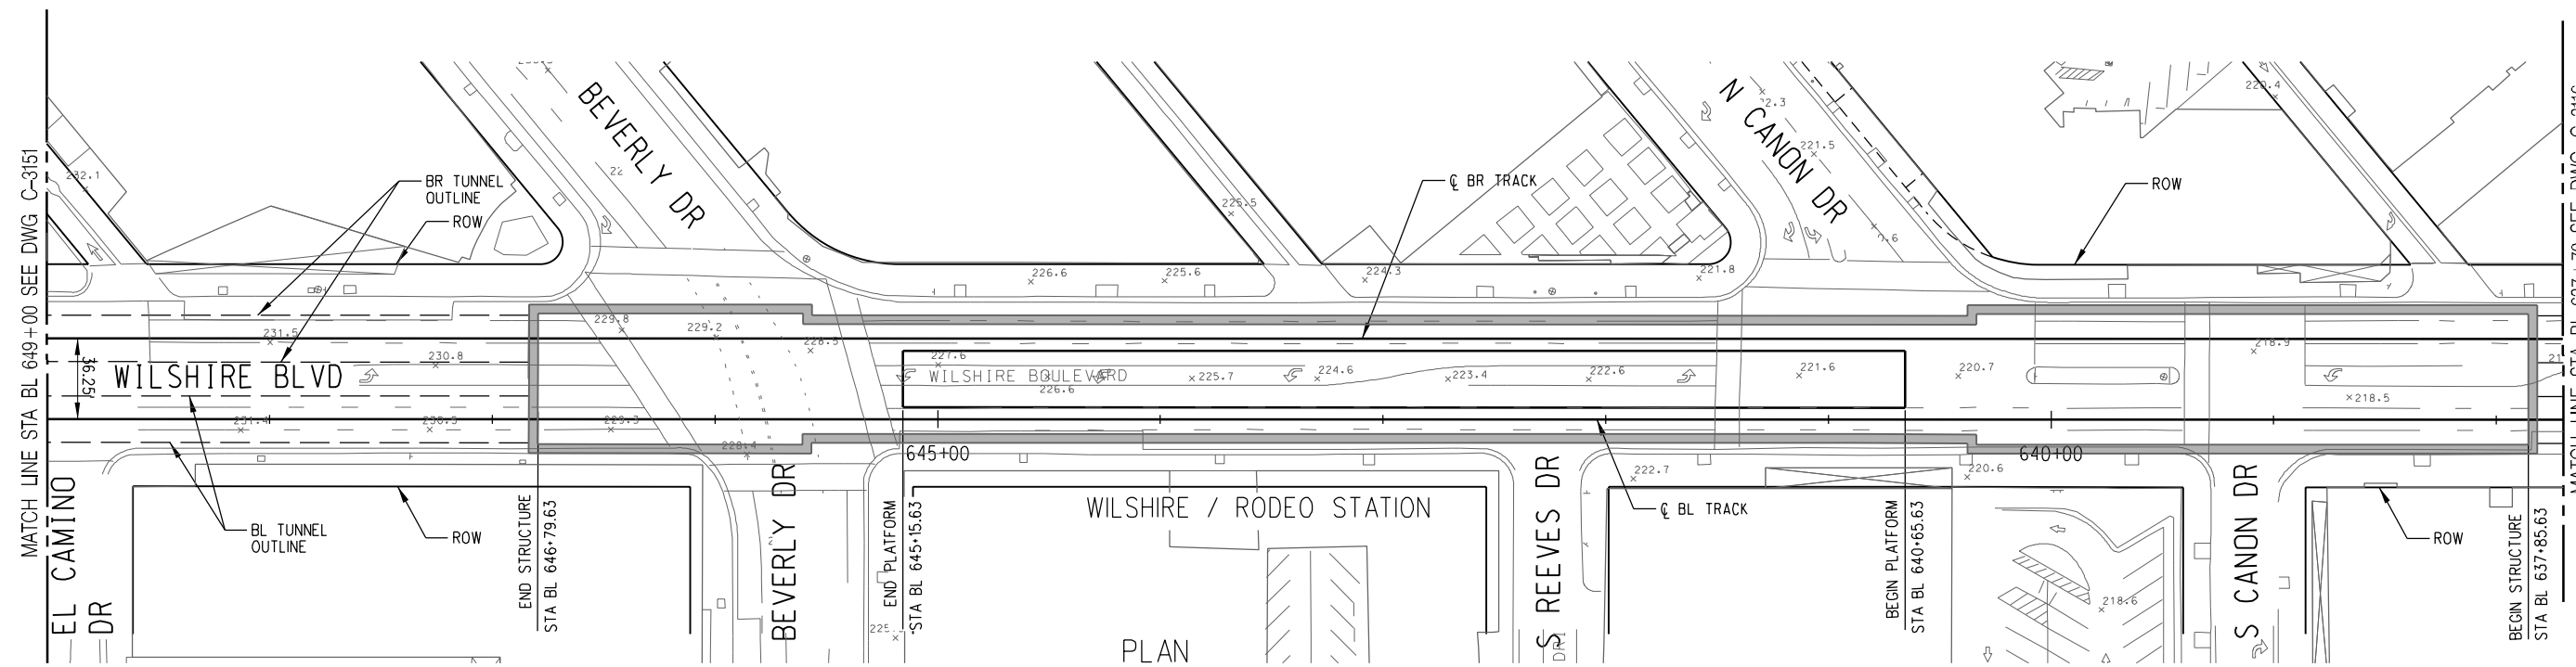 MATCH LINE STA BL 649+00 SEE DWG C-3151
232.1
BR TUNNEL
OUTLINE
ROW
BEVERLY DR
225.5
226.6
225.6
℄ BR TRACK
224.3
N CANON DR
221.5
221.8
220.4
ROW
36.25'
231.5
230.8
WILSHIRE BLVD
229.8
229.2
228.5
227.6
WILSHIRE BOULEVARD
226.6
225.7
224.6
223.4
222.6
221.6
220.7
218.9
218.5
231.4
230.3
229.3
228.4
645+00
640+00
222.7
220.6
EL CAMINO
DR
BL TUNNEL
OUTLINE
ROW
END STRUCTURE
STA BL 646+79.63
BEVERLY DR
END PLATFORM
STA BL 645+15.63
WILSHIRE / RODEO STATION
S REEVES DR
℄ BL TRACK
BEGIN PLATFORM
STA BL 640+65.63
218.6
S CANON DR
ROW
BEGIN STRUCTURE
STA BL 637+85.63
PLAN